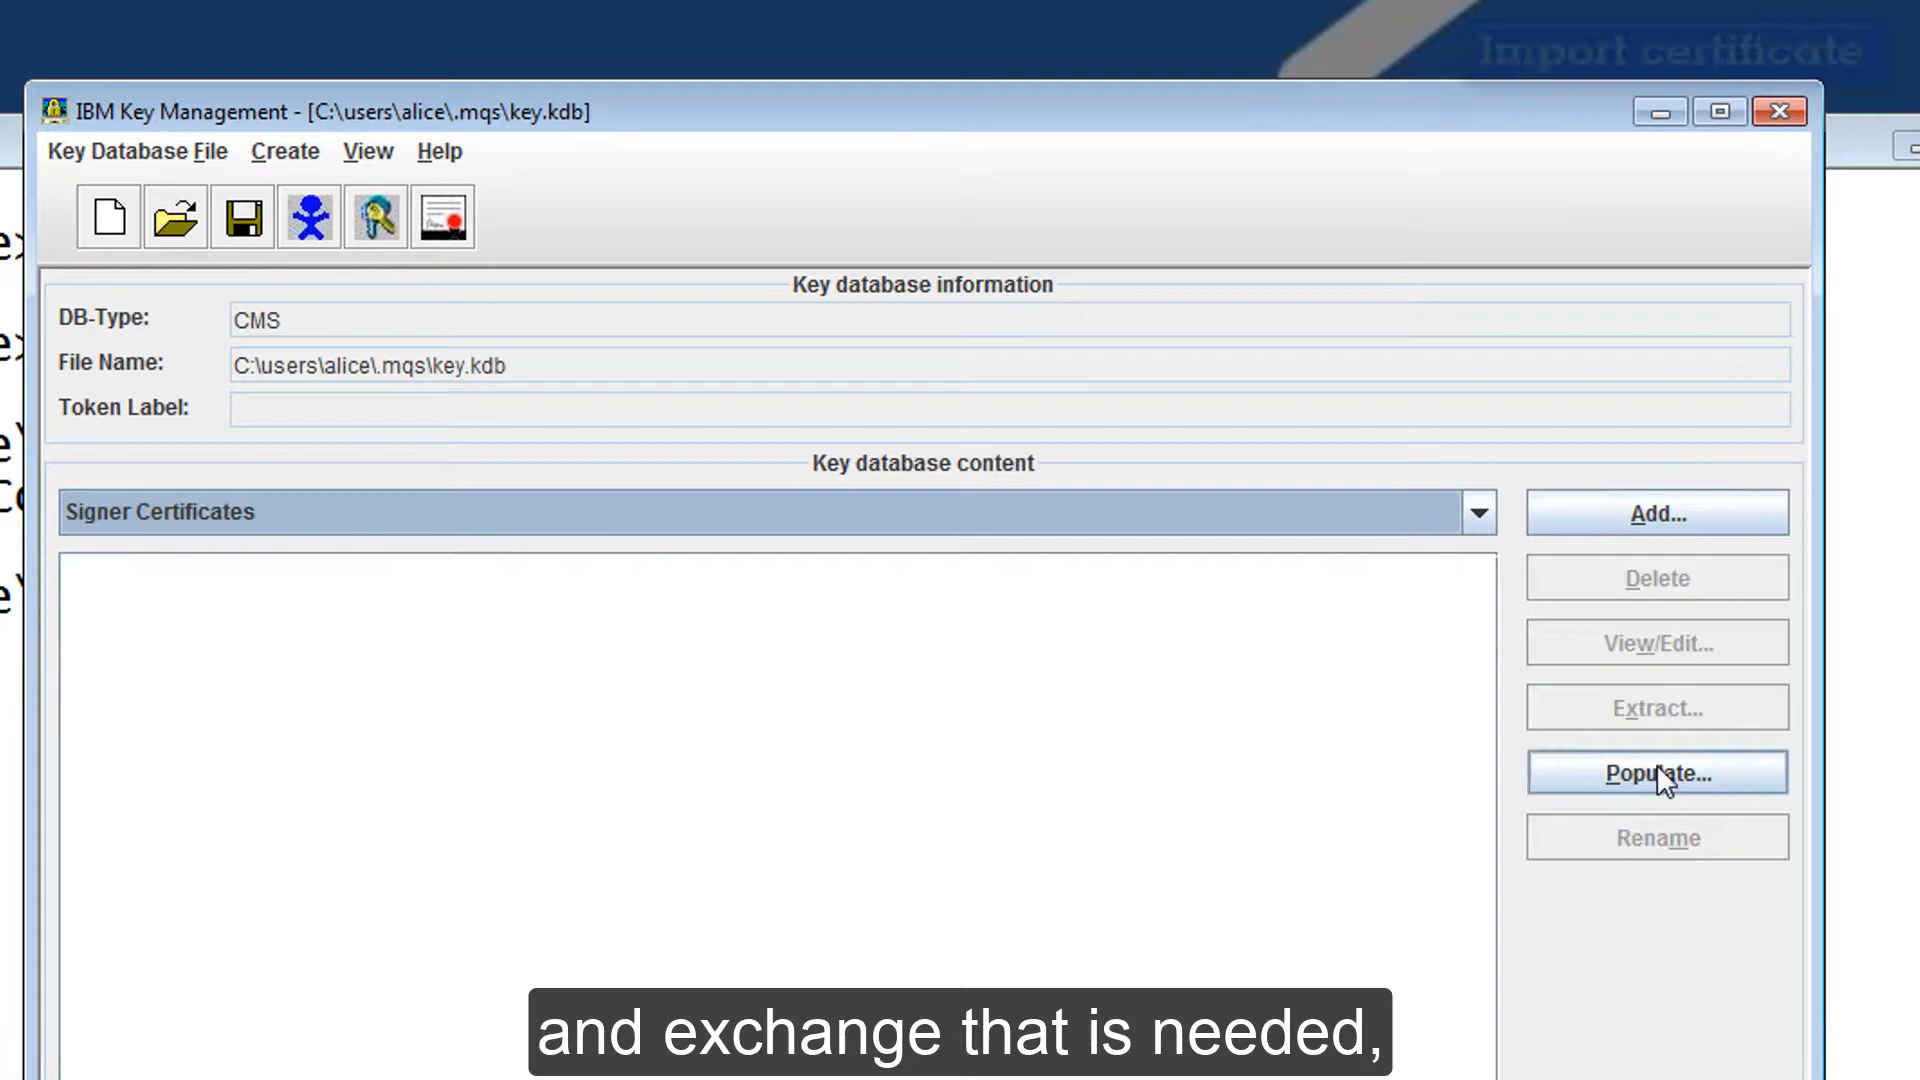 Import certificate
IBM Key Management - [C:\users\alice\.mqs\key.kdb]
Key Database File Create View Help
Key database information
DB-Type: CMS
File Name: C:\users\alice\.mqs\key.kdb
Token Label:
Key database content
Signer Certificates
Add...
Delete
View/Edit...
Extract...
Populate...
Rename
and exchange that is needed,